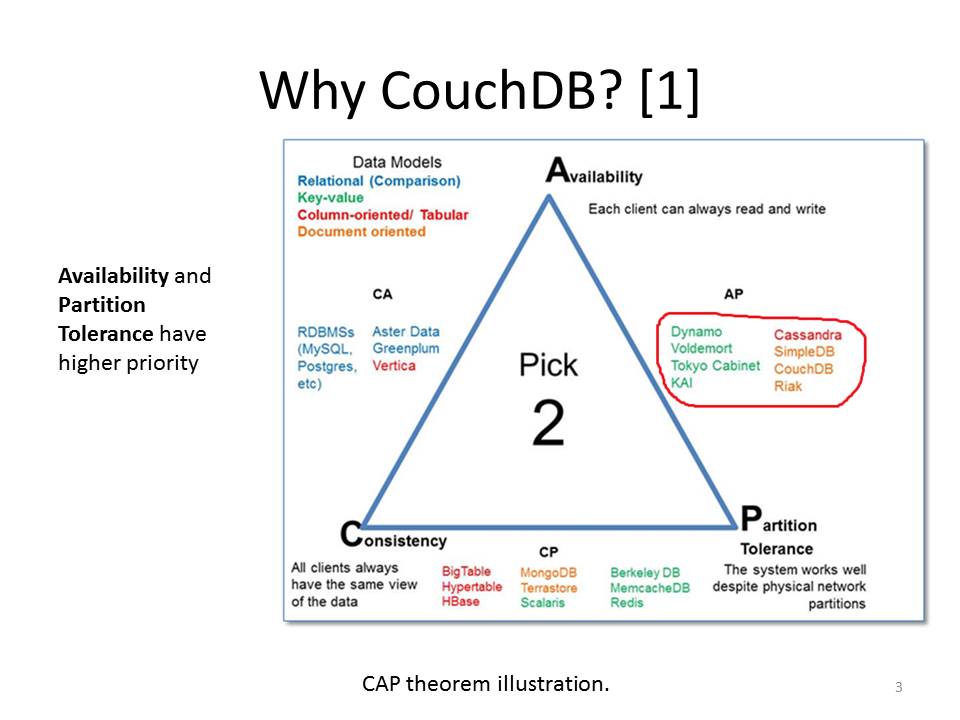 Why CouchDB? [1]
Availability and
Partition
Tolerance have
higher priority
Data Models
Relational (Comparison)
Key-value
Column-oriented/ Tabular
Document oriented
Availability
Each client can always read and write
CA
RDBMSs
(MySQL,
Postgres,
etc)
Aster Data
Greenplum
Vertica
Pick
2
AP
Dynamo
Voldemort
Tokyo Cabinet
KAI
Cassandra
SimpleDB
CouchDB
Riak
Consistency
All clients always
have the same view
of the data
CP
BigTable
Hypertable
HBase
MongoDB
Terrastore
Scalaris
Berkeley DB
MemcacheDB
Redis
Partition
Tolerance
The system works well
despite physical network
partitions
CAP theorem illustration.
3